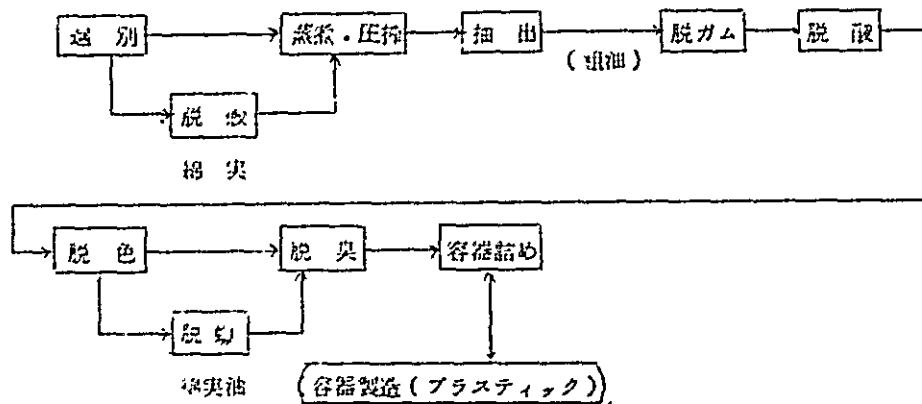 選別
蒸煮・圧搾
抽出
脱ガム
脱酸
(粗油)
脱殻
綿実
脱色
脱臭
容器詰め
綿実油
(容器製造(プラスティック))